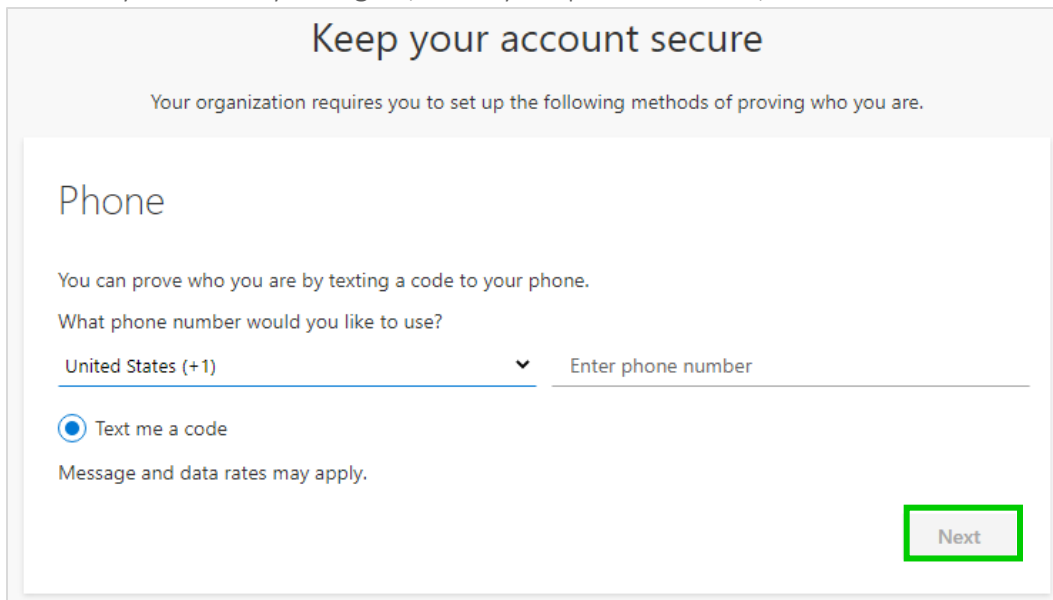 Keep your account secure
Your organization requires you to set up the following methods of proving who you are.
Phone
You can prove who you are by texting a code to your phone.
What phone number would you like to use?
United States (+1) Enter phone number
Text me a code
Message and data rates may apply.
Next